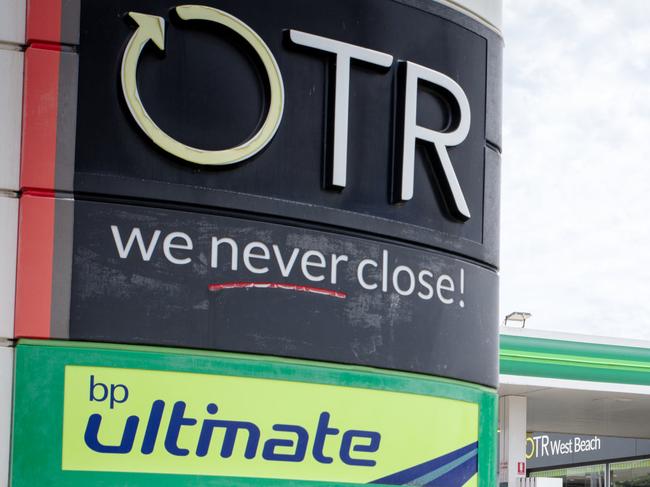 OTR
we never close!
bp
ultimate
OTR West Beach